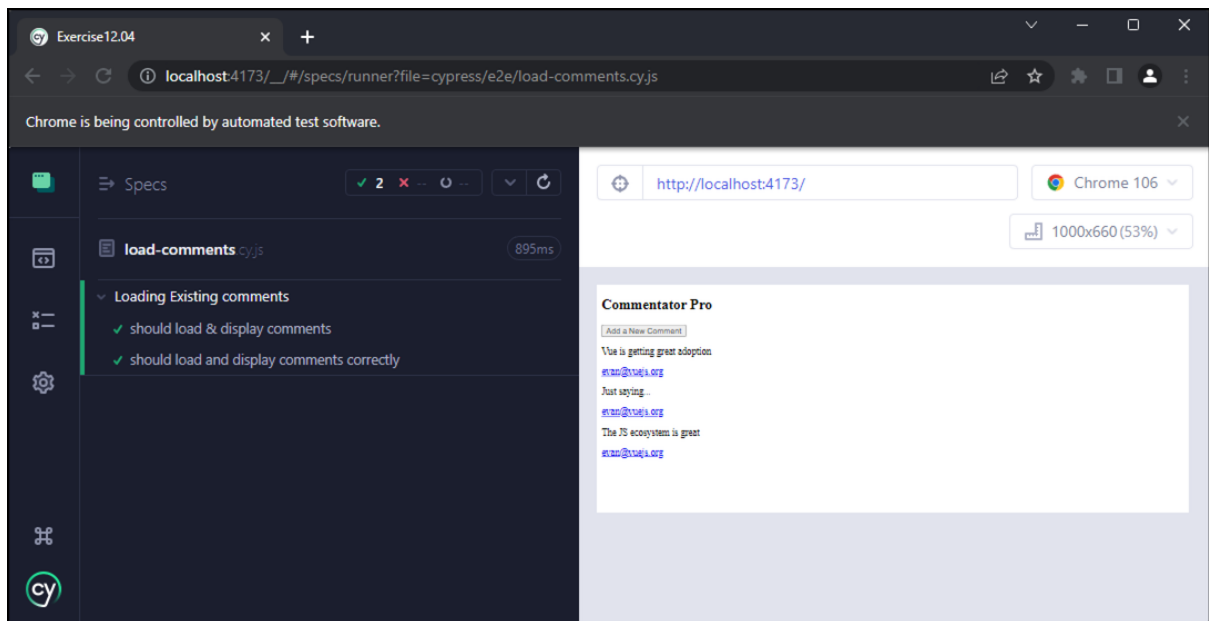 Exercise12.04
localhost:4173/__/#/specs/runner?file=cypress/e2e/load-comments.cy.js
Chrome is being controlled by automated test software.
Specs
2 -- --
load-comments.cy.js 895ms
Loading Existing comments
should load & display comments
should load and display comments correctly
cy
http://localhost:4173/
Chrome 106
1000x660 (53%)
Commentator Pro
Add a New Comment
Vue is getting great adoption
evan@vuejs.org
Just saying...
evan@vuejs.org
The JS ecosystem is great
evan@vuejs.org